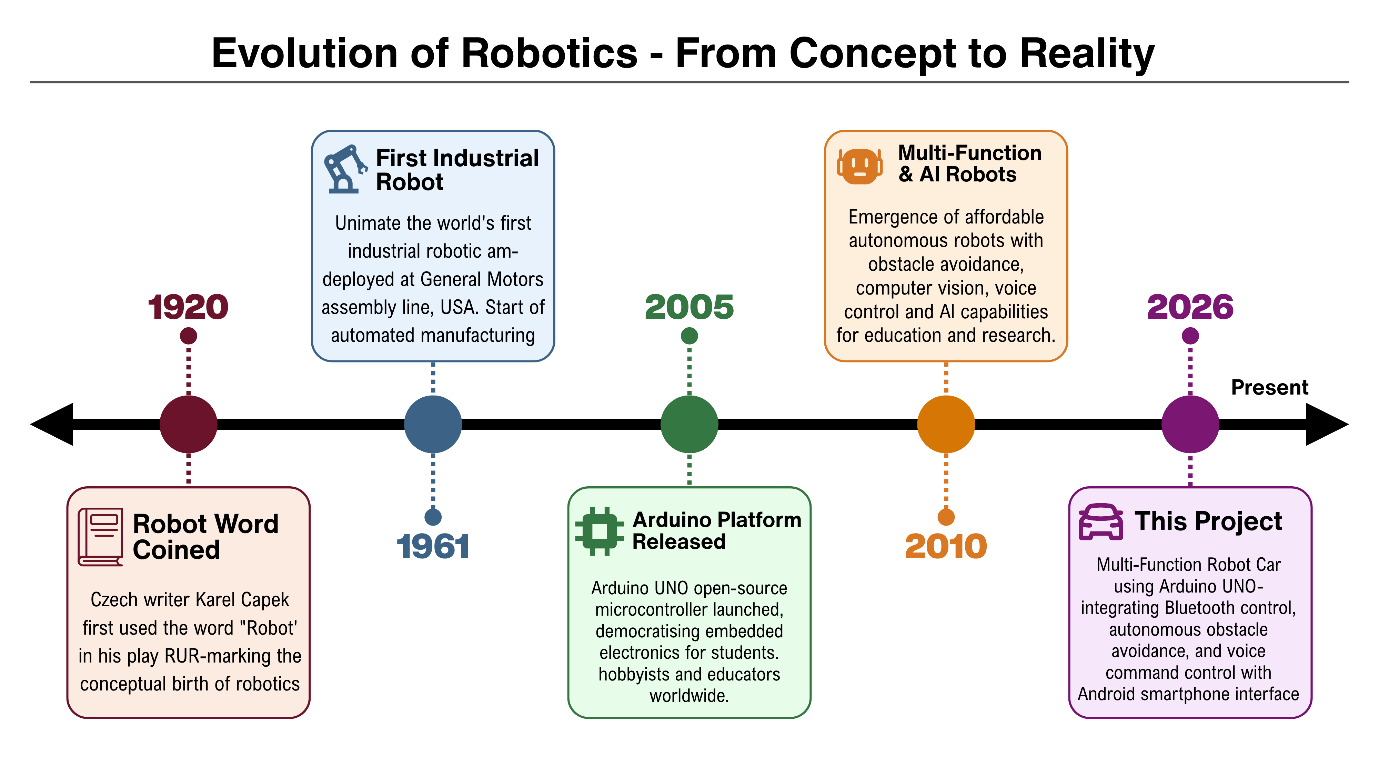 Evolution of Robotics - From Concept to Reality
1920
Robot Word
Coined
Czech writer Karel Capek
first used the word "Robot'
in his play RUR-marking the
conceptual birth of robotics
First Industrial
Robot
Unimate the world's first
industrial robotic am-
deployed at General Motors
assembly line, USA. Start of
automated manufacturing
1961
2005
Arduino Platform
Released
Arduino UNO open-source
microcontroller launched,
democratising embedded
electronics for students.
hobbyists and educators
worldwide.
Multi-Function
& AI Robots
Emergence of affordable
autonomous robots with
obstacle avoidance,
computer vision, voice
control and AI capabilities
for education and research.
2010
2026
Present
This Project
Multi-Function Robot Car
using Arduino UNO-
integrating Bluetooth control,
autonomous obstacle
avoidance, and voice
command control with
Android smartphone interface